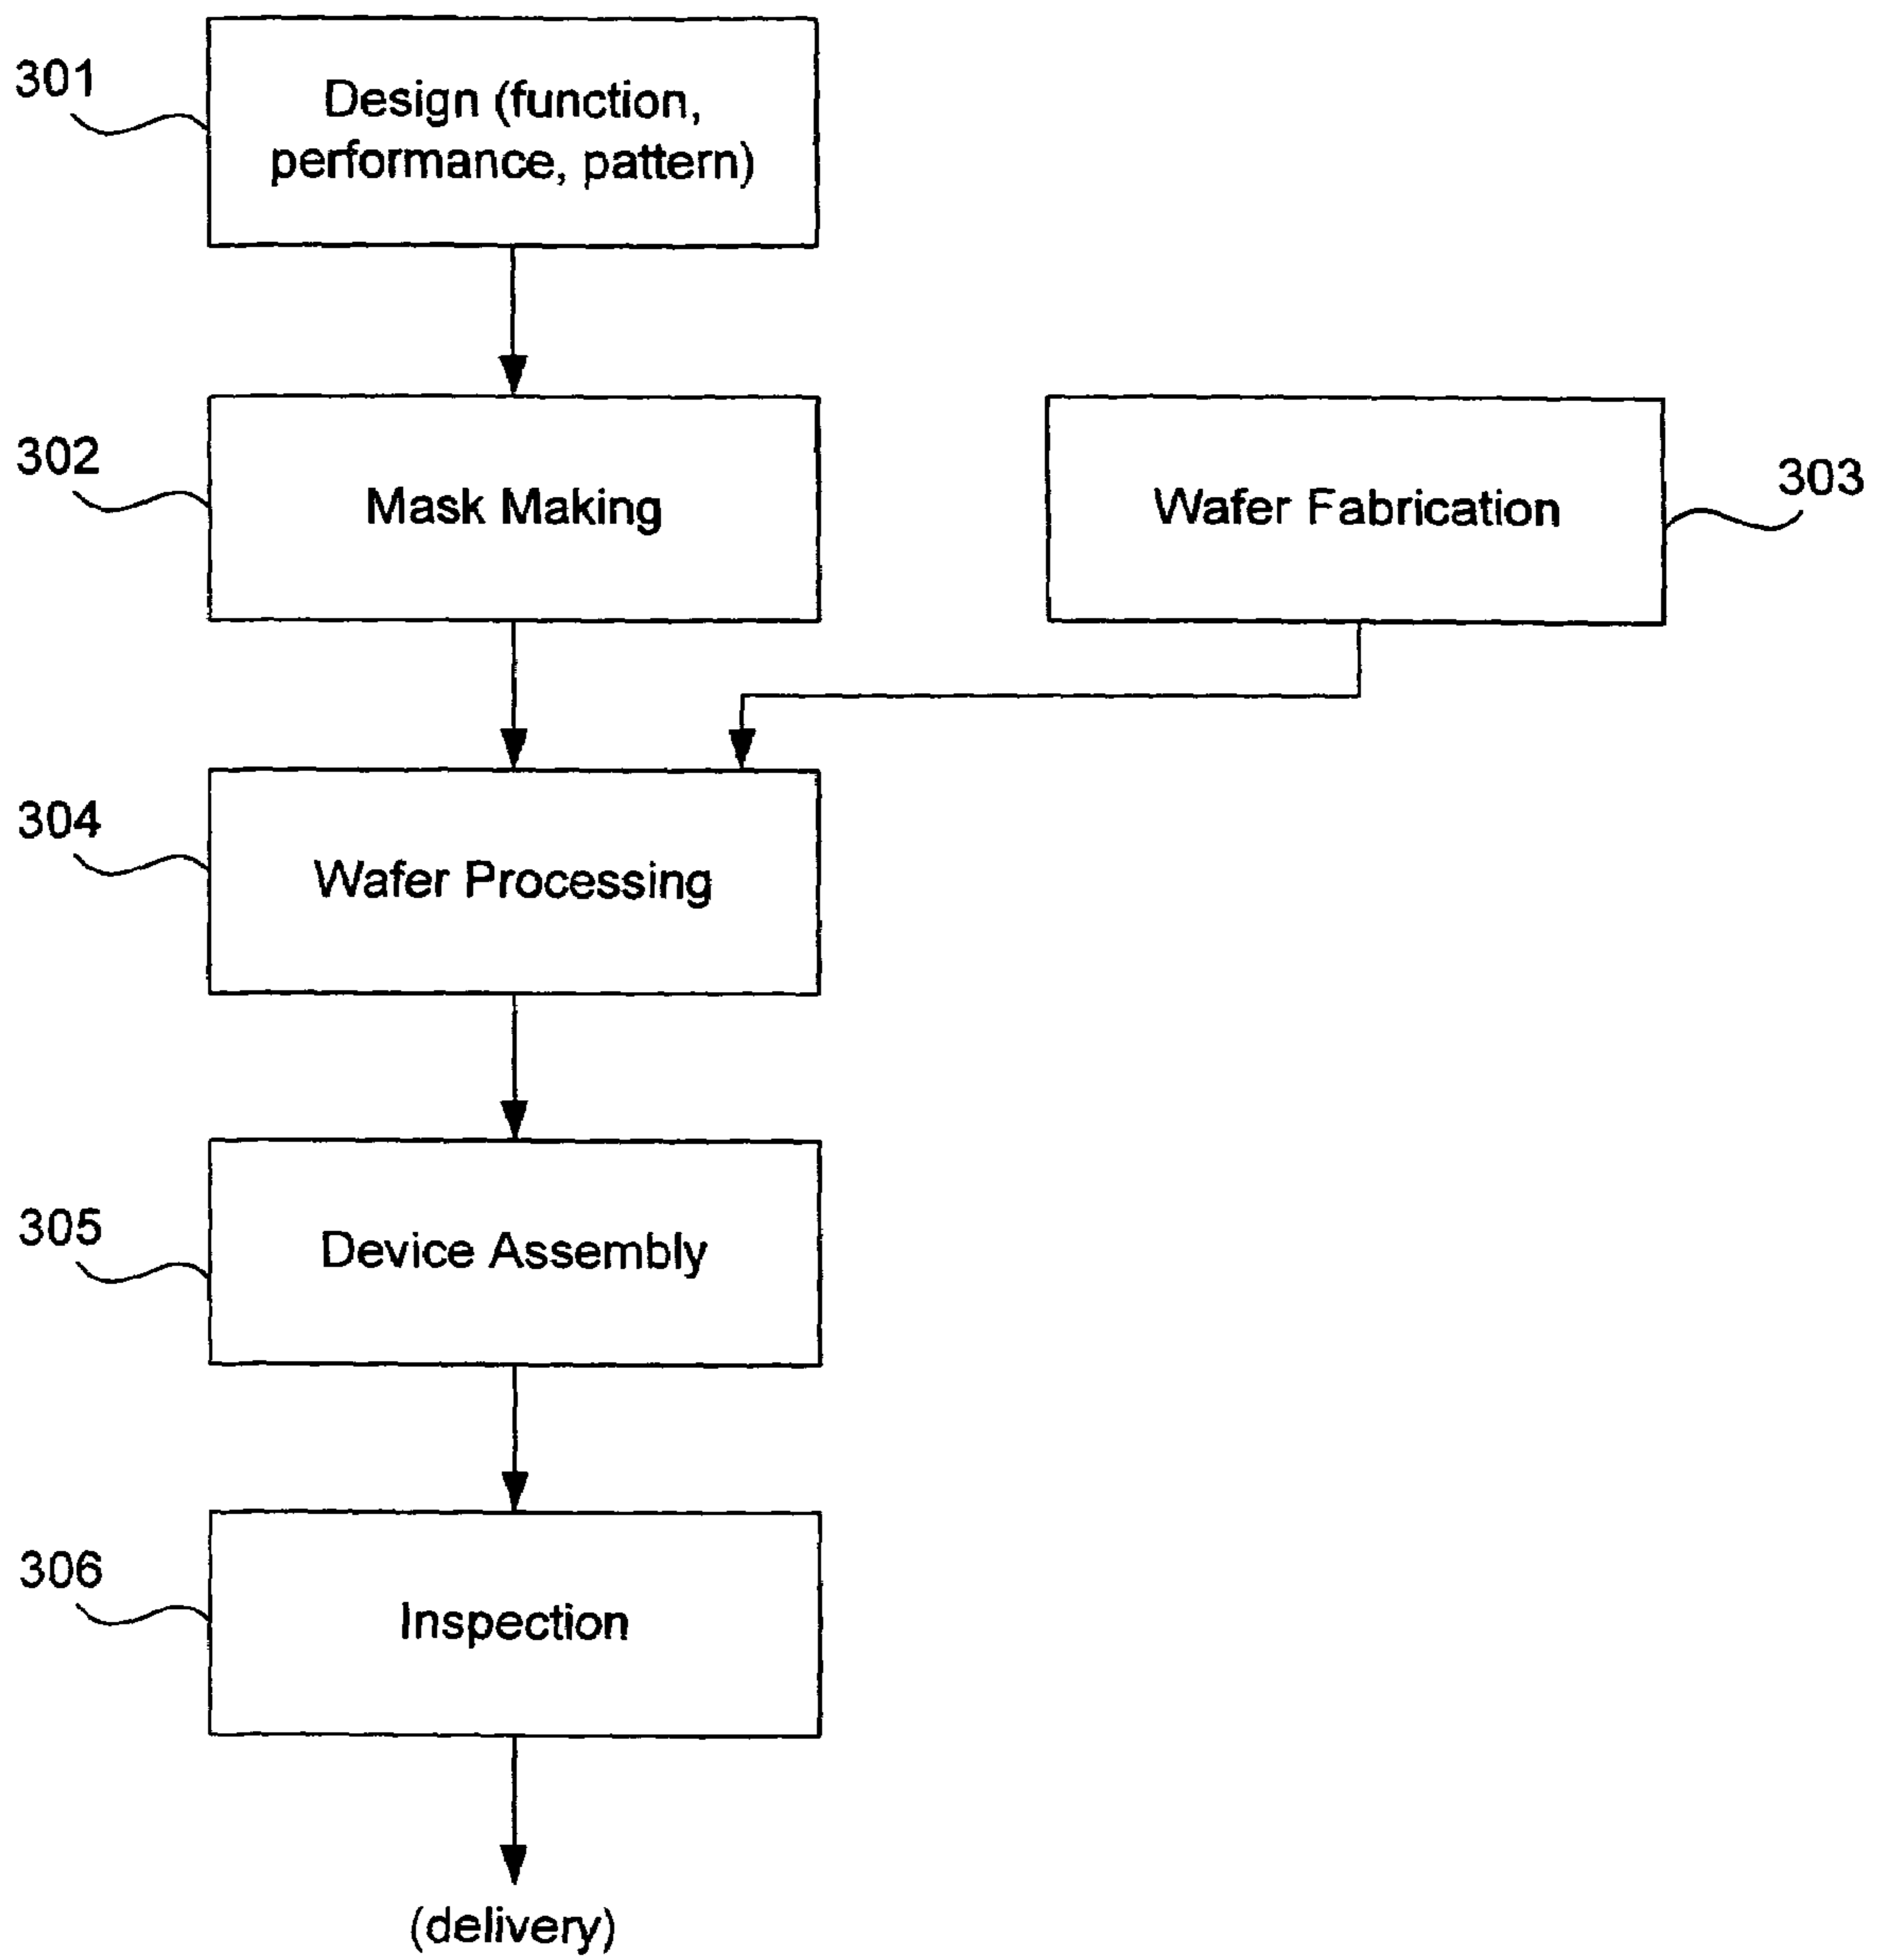 301
Design (function,
performance, pattern)
302
Mask Making
Wafer Fabrication
303
304
Wafer Processing
305
Device Assembly
306
Inspection
(delivery)